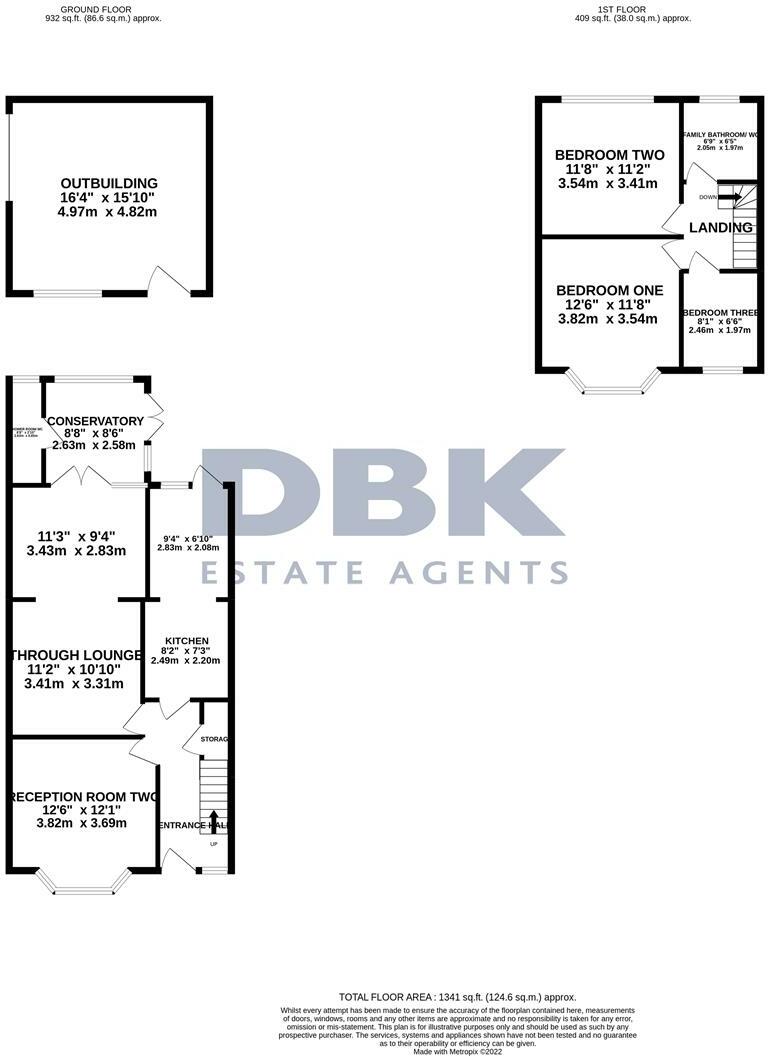 GROUND FLOOR
932 sq.ft. (86.6 sq.m.) approx.
1ST FLOOR
409 sq.ft. (38.0 sq.m.) approx.
OUTBUILDING
16'4" x 15'10"
4.97m x 4.82m
BEDROOM TWO
11'8" x 11'2"
3.54m x 3.41m
FAMILY BATHROOM/ WC
6'9" x 6'5"
2.05m x 1.97m
DOWN
LANDING
BEDROOM ONE
12'6" x 11'8"
3.82m x 3.54m
BEDROOM THREE
8'1" x 6'6"
2.46m x 1.97m
CONSERVATORY
8'8" x 8'6"
2.63m x 2.58m
DBK
ESTATE AGENTS
11'3" x 9'4"
3.43m x 2.83m
9'4" x 6'10"
2.83m x 2.08m
THROUGH LOUNGE
11'2" x 10'10"
3.41m x 3.31m
KITCHEN
8'2" x 7'3"
2.49m x 2.20m
STORAG
RECEPTION ROOM TWO
12'6" x 12'1"
3.82m x 3.69m
ENTRANCE HALL
UP
TOTAL FLOOR AREA : 1341 sq.ft. (124.6 sq.m.) approx.
Whilst every attempt has been made to ensure the accuracy of the floorplan contained here, measurements
of doors, windows, rooms and any other items are approximate and no responsibility is taken for any error,
omission or mis-statement. This plan is for illustrative purposes only and should be used as such by any
prospective purchaser. The services, systems and appliances shown have not been tested and no guarantee
as to their operability or efficiency can be given.
Made with Metropix ©2022